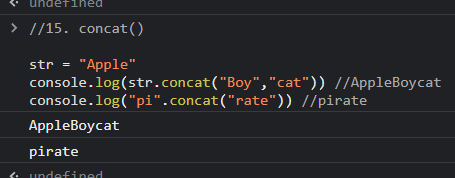 undefined
//15. concat()
str = "Apple"
console.log(str.concat("Boy","cat")) //AppleBoycat
console.log("pi".concat("rate")) //pirate
AppleBoycat
pirate
undefined